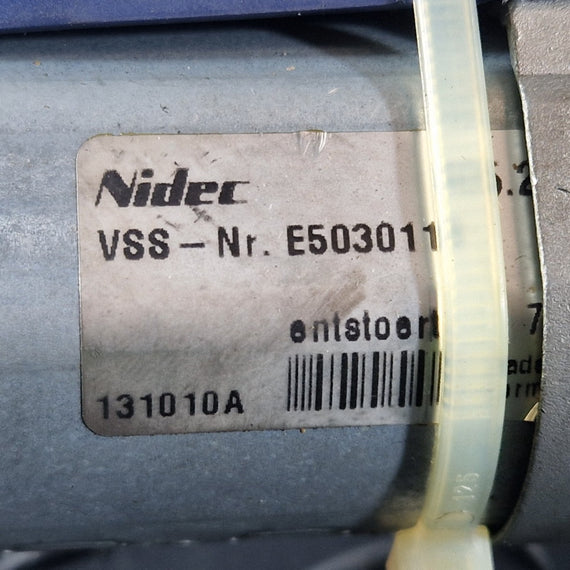 Nidec
VSS – Nr. E503011
entstoert
131010A